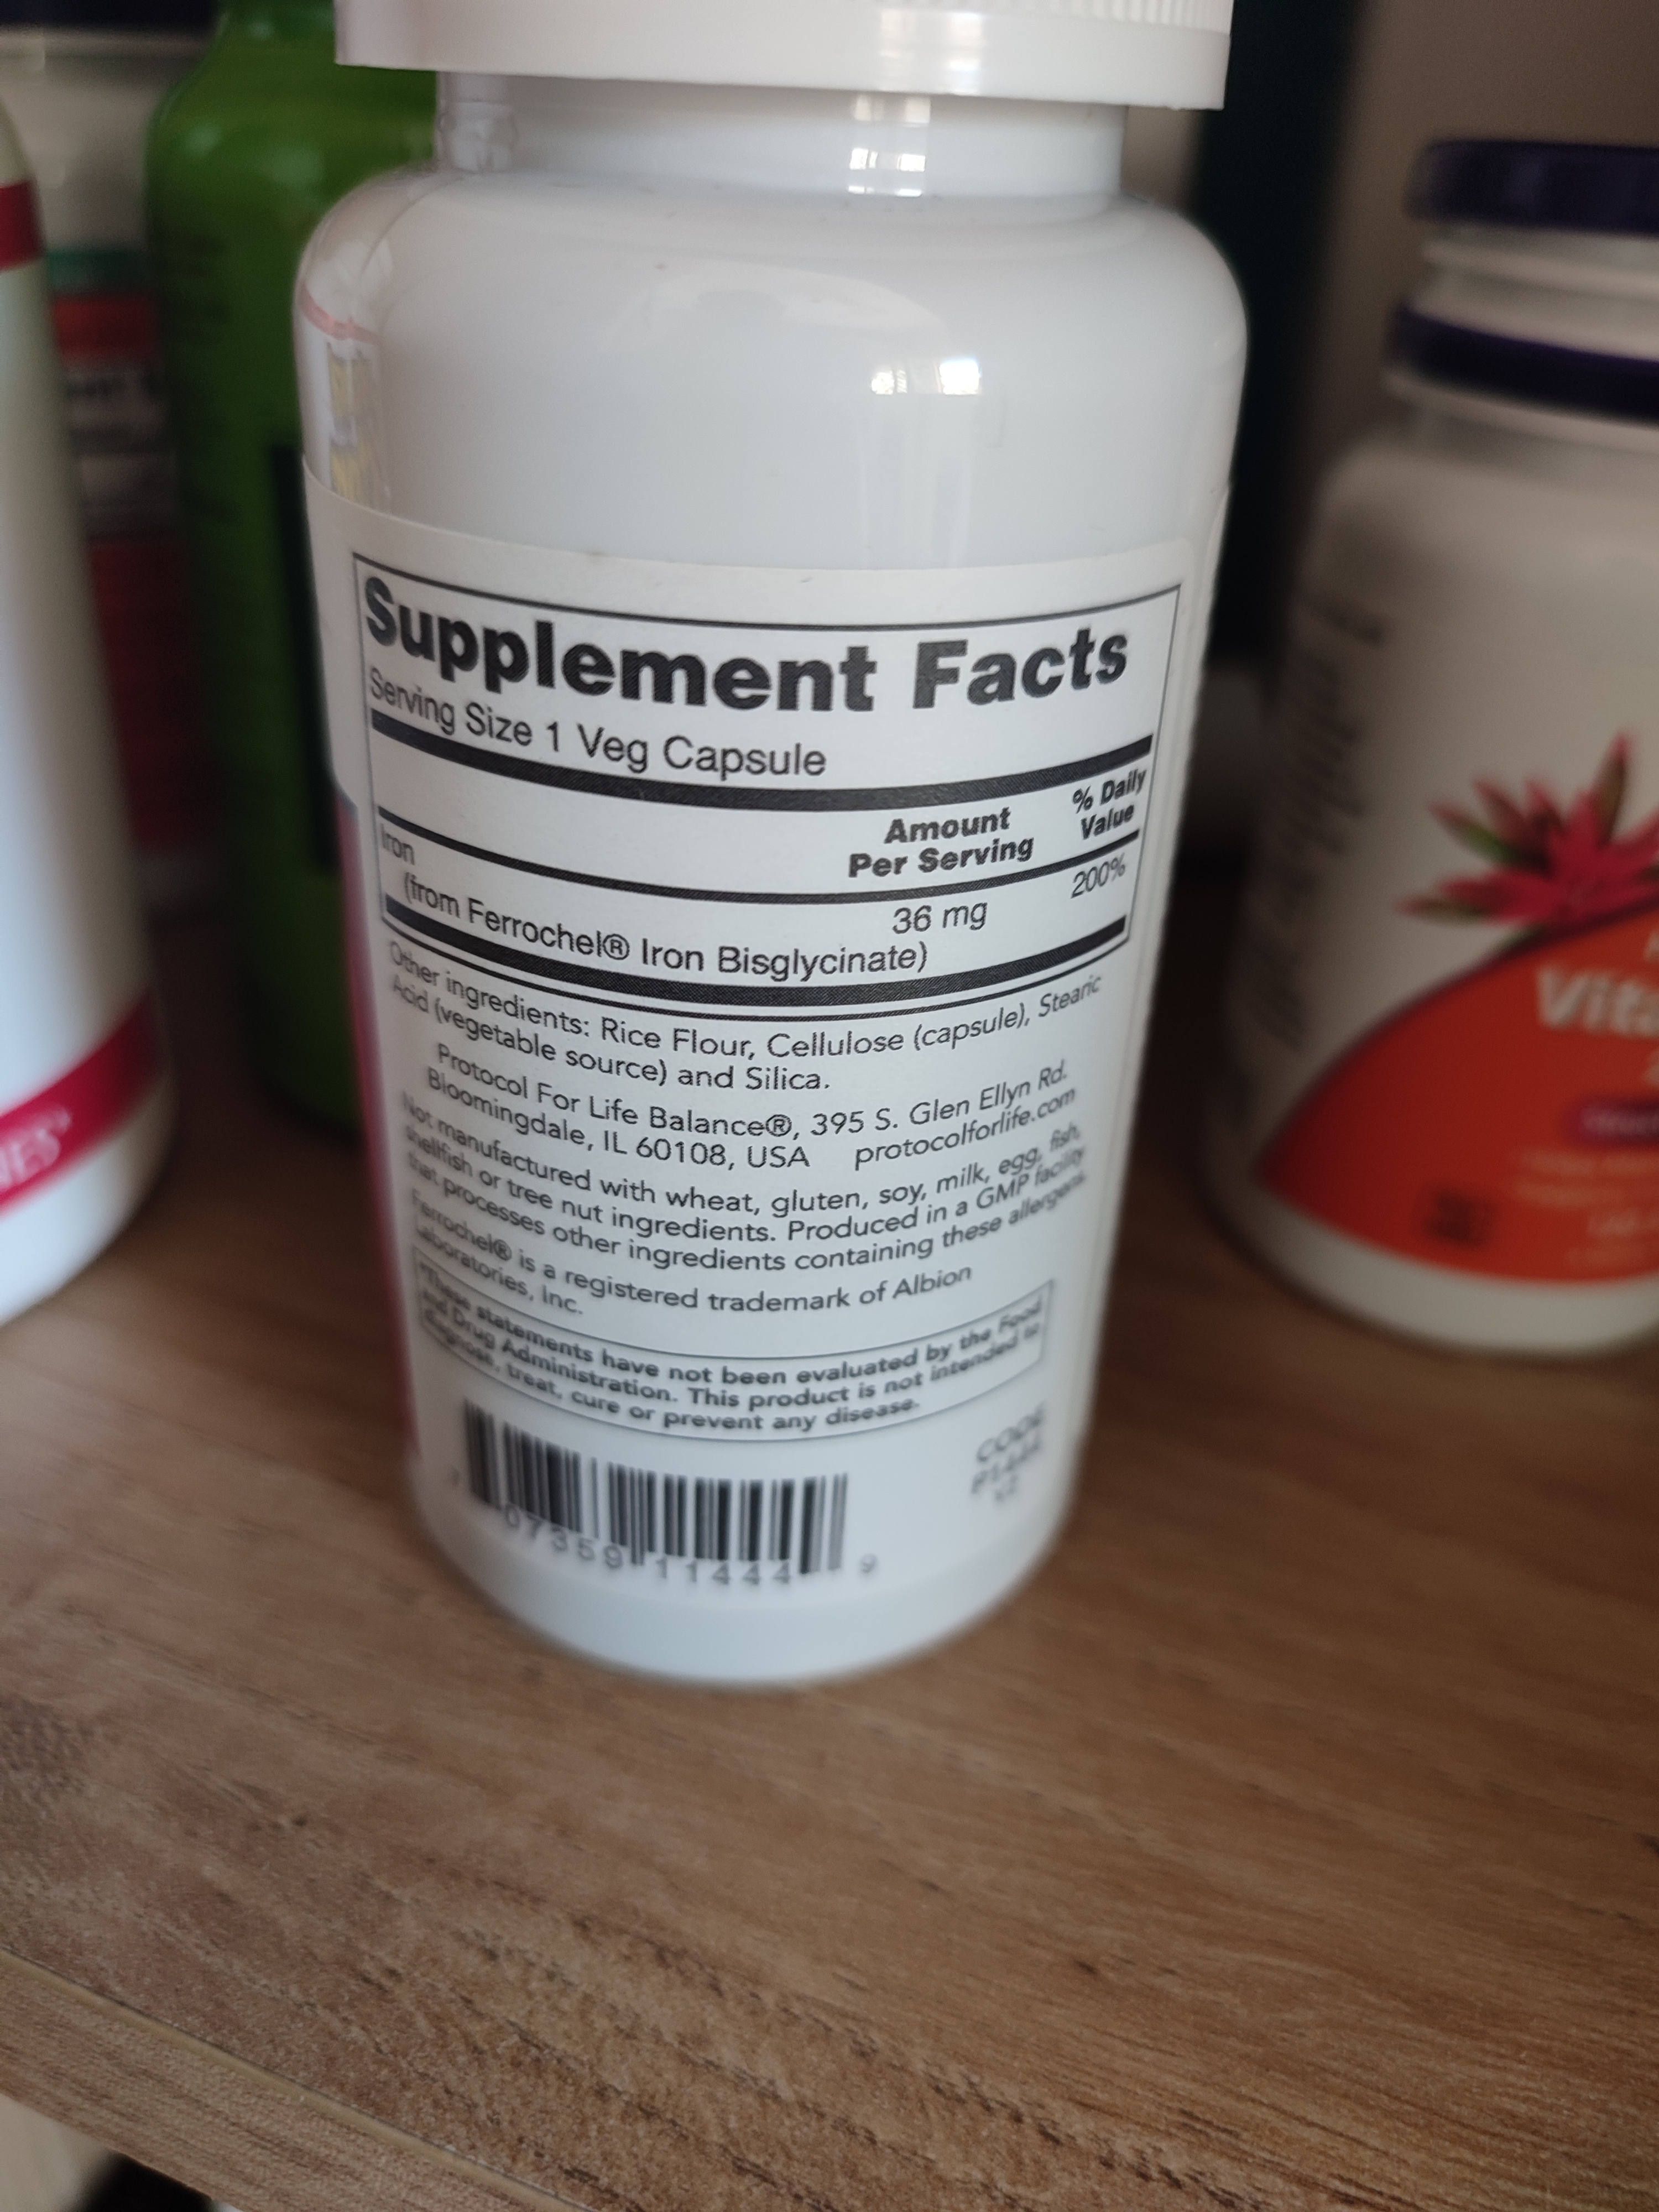 Supplement Facts
Serving Size 1 Veg Capsule
Amount
Per Serving
% Daily
Value
Iron
36 mg
200%
(from Ferrochel® Iron Bisglycinate)
Other ingredients: Rice Flour, Cellulose (capsule), Stearic
Acid (vegetable source) and Silica.
Protocol For Life Balance®, 395 S. Glen Ellyn Rd.
Bloomingdale, IL 60108, USA protocolforlife.com
Not manufactured with wheat, gluten, soy, milk, egg, fish,
shellfish or tree nut ingredients. Produced in a GMP facility
that processes other ingredients containing these allergens.
Ferrochel® is a registered trademark of Albion
Laboratories, Inc.
*These statements have not been evaluated by the Food
and Drug Administration. This product is not intended to
diagnose, treat, cure or prevent any disease.
CODE
P1444
V2
7 07359 11444 9
Vita